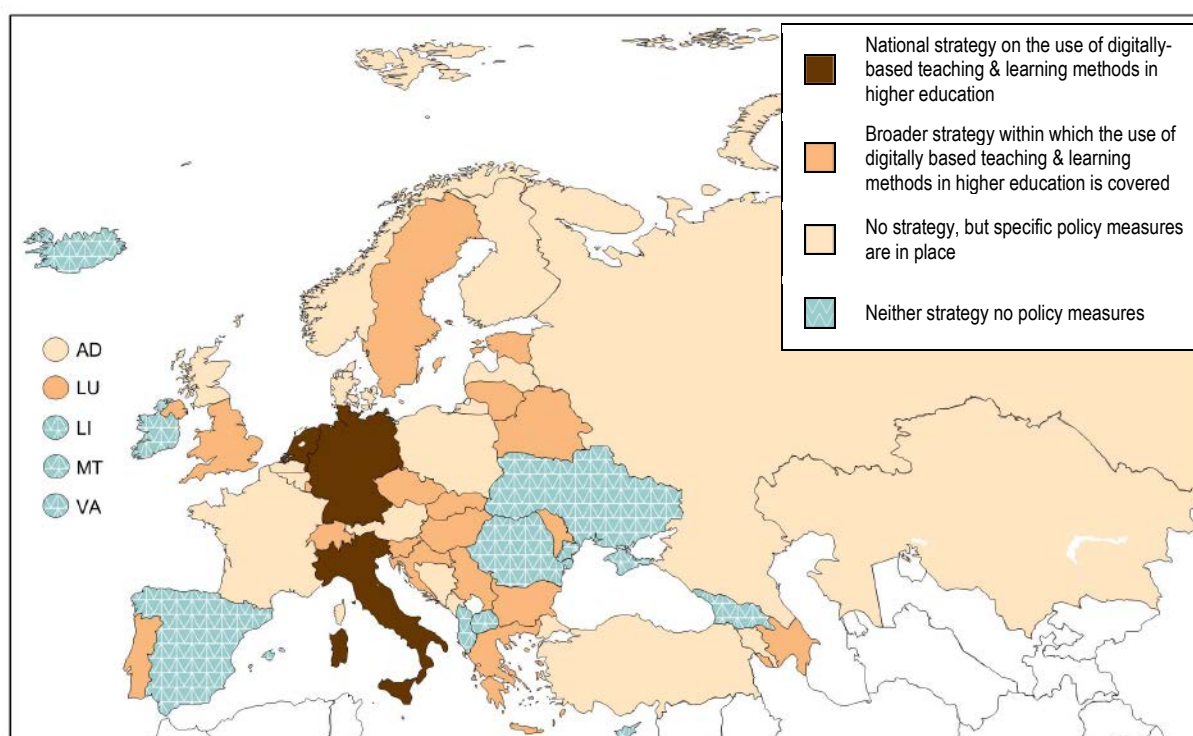 National strategy on the use of digitally-
based teaching & learning methods in
higher education
Broader strategy within which the use of
digitally based teaching & learning
methods in higher education is covered
No strategy, but specific policy measures
are in place
Neither strategy no policy measures
AD
LU
LI
MT
VA